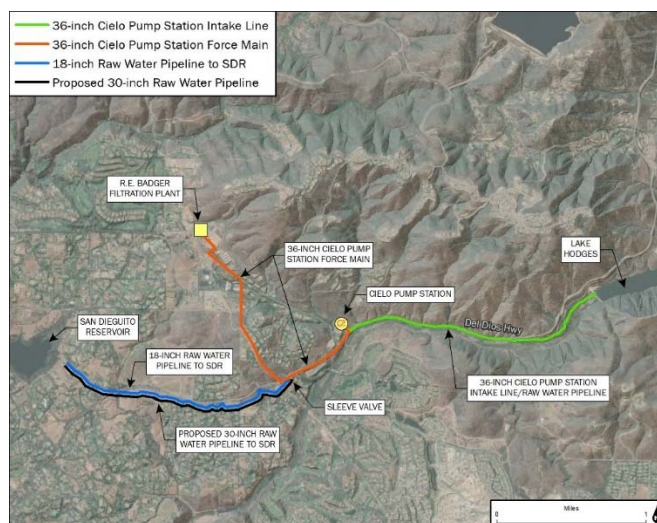 36-inch Cielo Pump Station Intake Line
36-inch Cielo Pump Station Force Main
18-inch Raw Water Pipeline to SDR
Proposed 30-inch Raw Water Pipeline
R.E. BADGER
FILTRATION PLANT
36-INCH CIELO PUMP
STATION FORCE MAIN
LAKE
HODGES
CIELO PUMP STATION
SAN DIEGUITO
RESERVOIR
Del Dios Hwy
18-INCH RAW WATER
PIPELINE TO SDR
36-INCH CIELO PUMP STATION
INTAKE LINE/RAW WATER PIPELINE
SLEEVE VALVE
PROPOSED 30-INCH RAW
WATER PIPELINE TO SDR
Miles
0 1